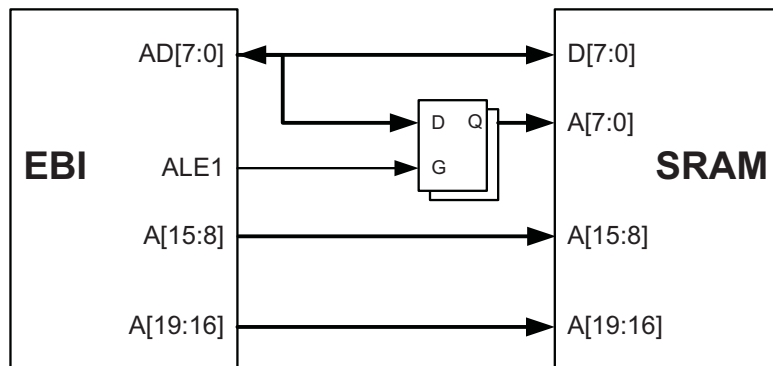 AD[7:0] D[7:0]
D Q A[7:0]
EBI ALE1 G SRAM
A[15:8] A[15:8]
A[19:16] A[19:16]